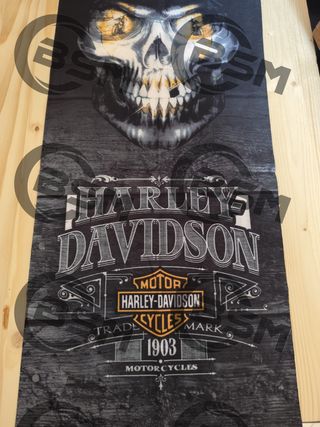 BSM
BSM
HARLEY-
DAVIDSON
MOTOR
HARLEY-DAVIDSON
CYCLES
TRADE MARK
1903
MOTORCYCLES
BSM
BSM